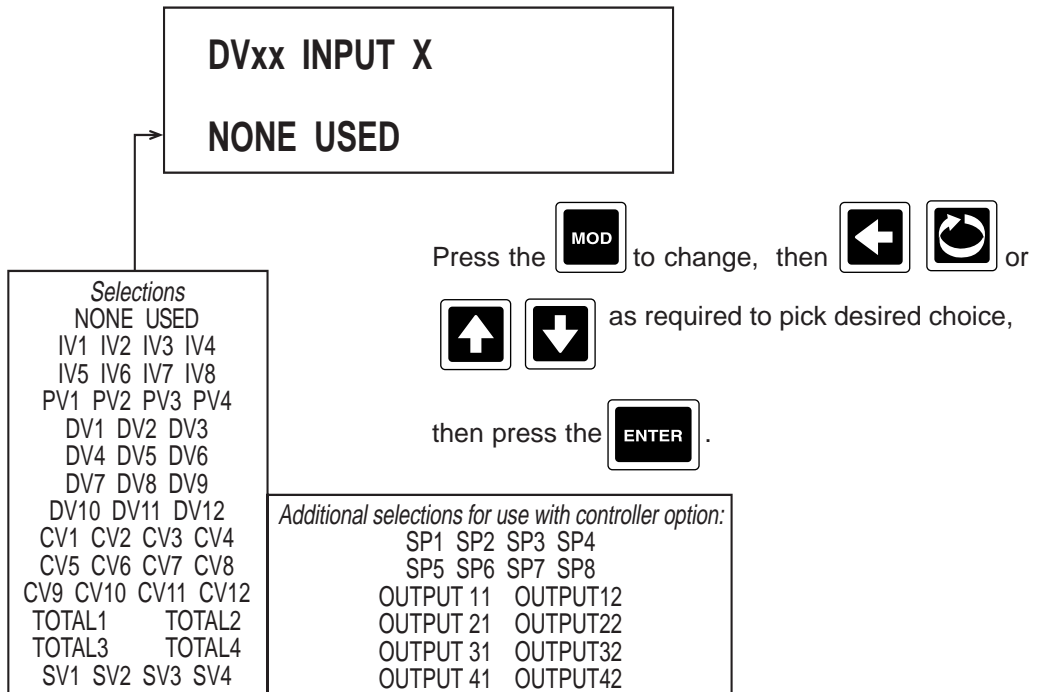 DVxx INPUT X
NONE USED
Press the MOD to change, then or
as required to pick desired choice,
then press the ENTER .
Selections
NONE USED
IV1 IV2 IV3 IV4
IV5 IV6 IV7 IV8
PV1 PV2 PV3 PV4
DV1 DV2 DV3
DV4 DV5 DV6
DV7 DV8 DV9
DV10 DV11 DV12
CV1 CV2 CV3 CV4
CV5 CV6 CV7 CV8
CV9 CV10 CV11 CV12
TOTAL1 TOTAL2
TOTAL3 TOTAL4
SV1 SV2 SV3 SV4
Additional selections for use with controller option:
SP1 SP2 SP3 SP4
SP5 SP6 SP7 SP8
OUTPUT 11 OUTPUT12
OUTPUT 21 OUTPUT22
OUTPUT 31 OUTPUT32
OUTPUT 41 OUTPUT42